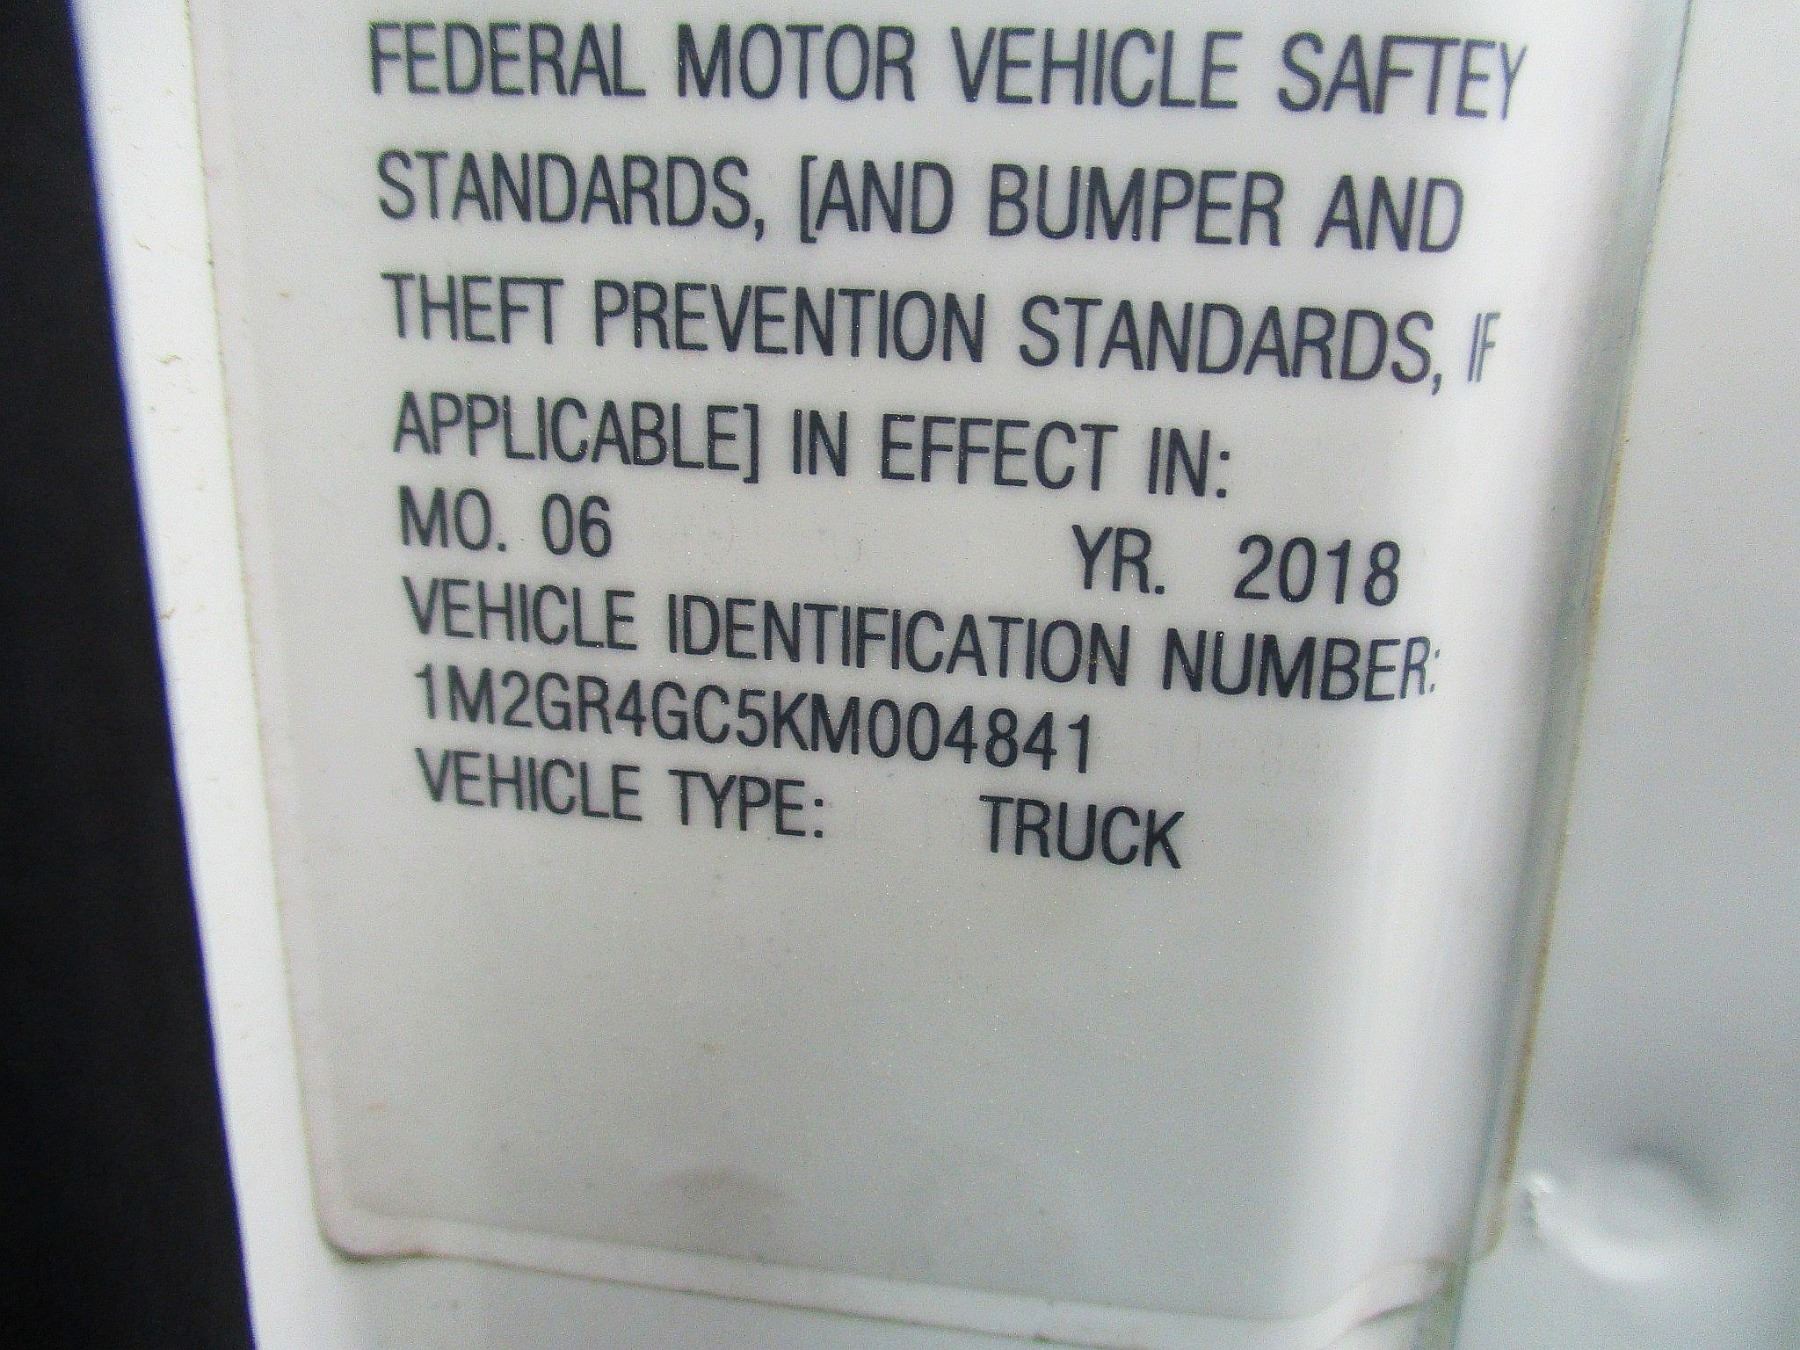 FEDERAL MOTOR VEHICLE SAFTEY
STANDARDS, [AND BUMPER AND
THEFT PREVENTION STANDARDS, IF
APPLICABLE] IN EFFECT IN:
MO. 06 YR. 2018
VEHICLE IDENTIFICATION NUMBER:
1M2GR4GC5KM004841
VEHICLE TYPE: TRUCK